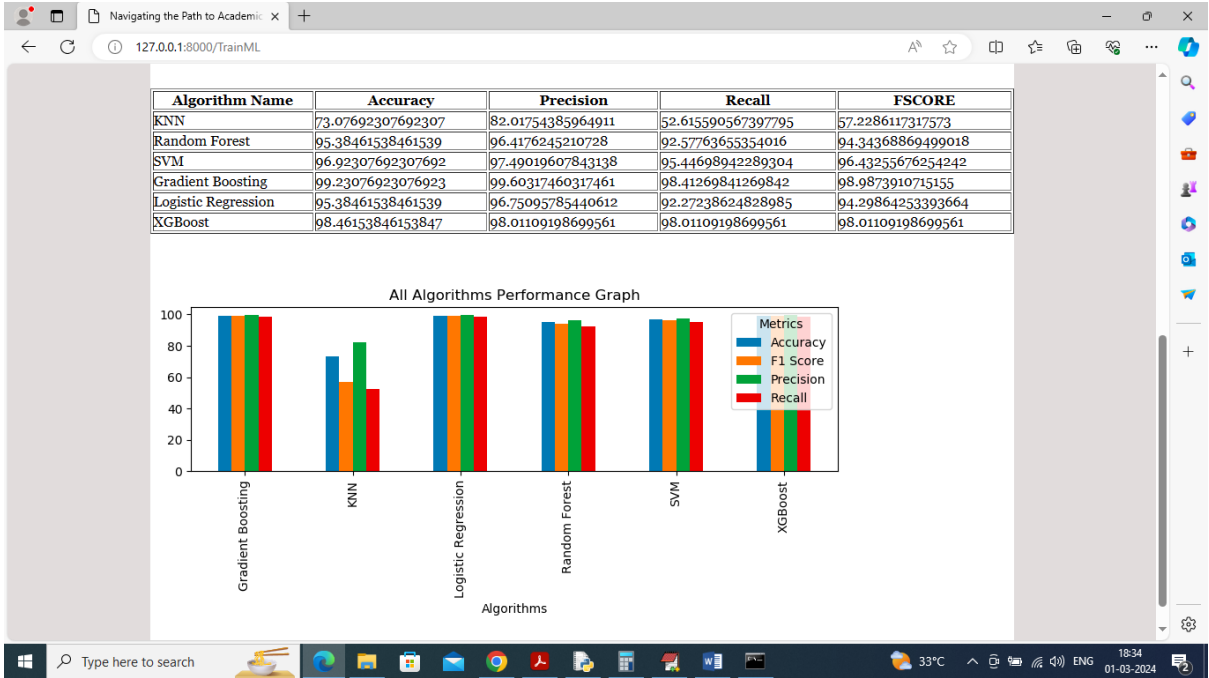 Navigating the Path to Academic
127.0.0.1:8000/TrainML
Algorithm Name Accuracy Precision Recall FSCORE
KNN 73.07692307692307 82.01754385964911 52.615590567397795 57.2286117317573
Random Forest 95.38461538461539 96.4176245210728 92.57763655354016 94.34368869499018
SVM 96.92307692307692 97.49019607843138 95.44698942289304 96.43255676254242
Gradient Boosting 99.23076923076923 99.60317460317461 98.41269841269842 98.9873910715155
Logistic Regression 95.38461538461539 96.75095785440612 92.27238624828985 94.29864253393664
XGBoost 98.46153846153847 98.01109198699561 98.01109198699561 98.01109198699561
All Algorithms Performance Graph
100
80
60
40
20
0
Metrics
Accuracy
F1 Score
Precision
Recall
Gradient Boosting
KNN
Logistic Regression
Random Forest
SVM
XGBoost
Algorithms
Type here to search
33°C
ENG
18:34
01-03-2024
2